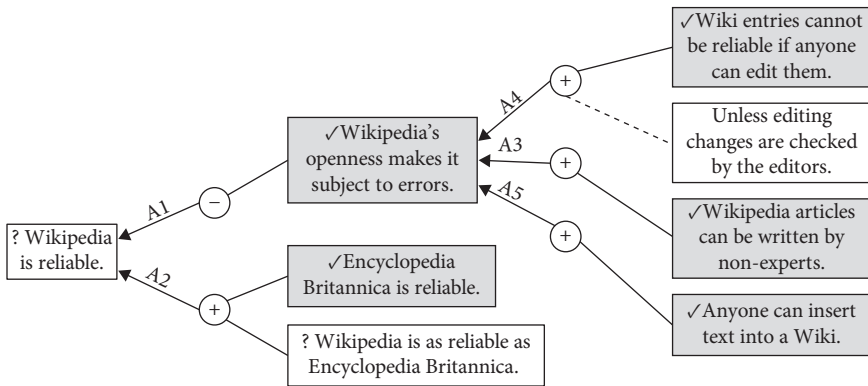 ✓Wiki entries cannot
be reliable if anyone
can edit them.
A4
+
Unless editing
changes are checked
by the editors.
✓Wikipedia's
openness makes it
subject to errors.
A3
+
A5
✓Wikipedia articles
can be written by
non-experts.
A1
−
+
? Wikipedia
is reliable.
✓Encyclopedia
Britannica is reliable.
A2
+
✓Anyone can insert
text into a Wiki.
? Wikipedia is as reliable as
Encyclopedia Britannica.